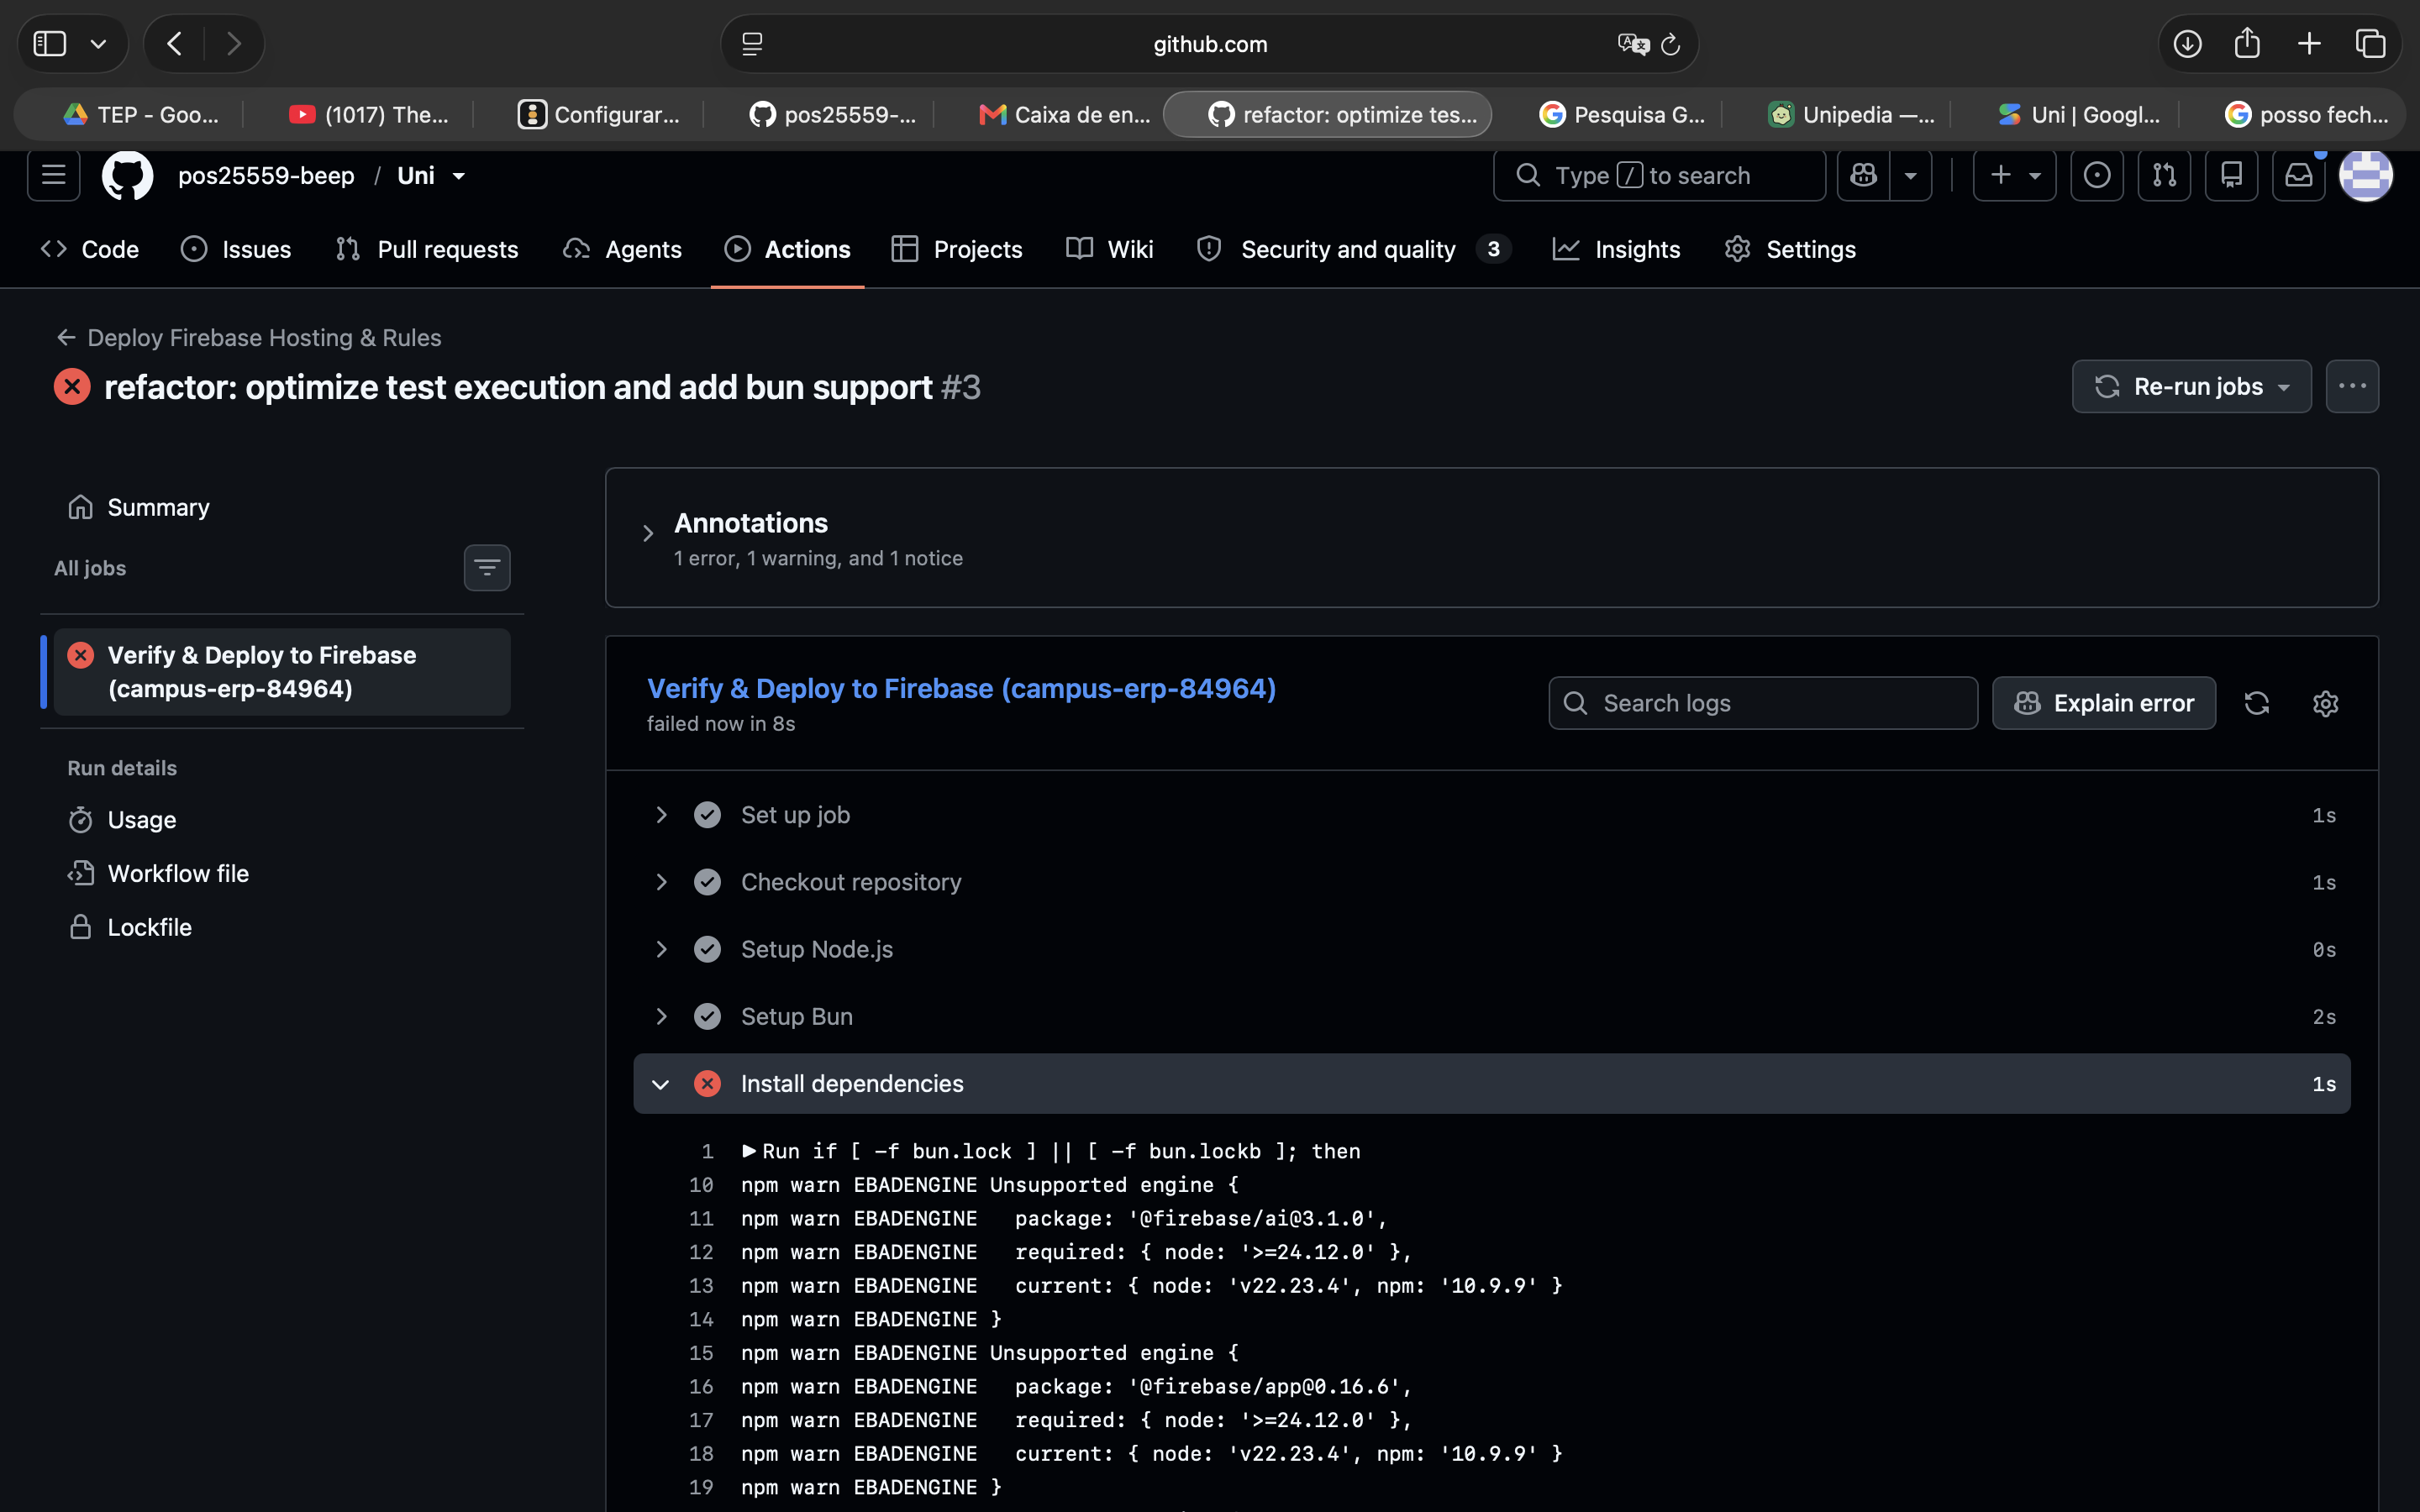 github.com
TEP - Goo...
(1017) The...
Configurar...
pos25559-...
Caixa de en...
refactor: optimize tes...
Pesquisa G...
Unipedia —...
Uni | Googl...
posso fech...
pos25559-beep / Uni
Type / to search
Code
Issues
Pull requests
Agents
Actions
Projects
Wiki
Security and quality 3
Insights
Settings
← Deploy Firebase Hosting & Rules
refactor: optimize test execution and add bun support #3
Re-run jobs
Summary
All jobs
Verify & Deploy to Firebase
(campus-erp-84964)
Run details
Usage
Workflow file
Lockfile
Annotations
1 error, 1 warning, and 1 notice
Verify & Deploy to Firebase (campus-erp-84964)
failed now in 8s
Search logs
Explain error
Set up job 1s
Checkout repository 1s
Setup Node.js 0s
Setup Bun 2s
Install dependencies 1s
1 ▶Run if [ -f bun.lock ] || [ -f bun.lockb ]; then
10 npm warn EBADENGINE Unsupported engine {
11 npm warn EBADENGINE   package: '@firebase/ai@3.1.0',
12 npm warn EBADENGINE   required: { node: '>=24.12.0' },
13 npm warn EBADENGINE   current: { node: 'v22.23.4', npm: '10.9.9' }
14 npm warn EBADENGINE }
15 npm warn EBADENGINE Unsupported engine {
16 npm warn EBADENGINE   package: '@firebase/app@0.16.6',
17 npm warn EBADENGINE   required: { node: '>=24.12.0' },
18 npm warn EBADENGINE   current: { node: 'v22.23.4', npm: '10.9.9' }
19 npm warn EBADENGINE }